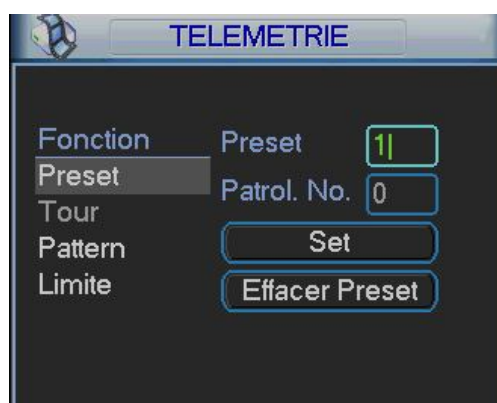 TELEMETRIE
Fonction
Preset
Tour
Pattern
Limite
Preset 1
Patrol. No. 0
Set
Effacer Preset